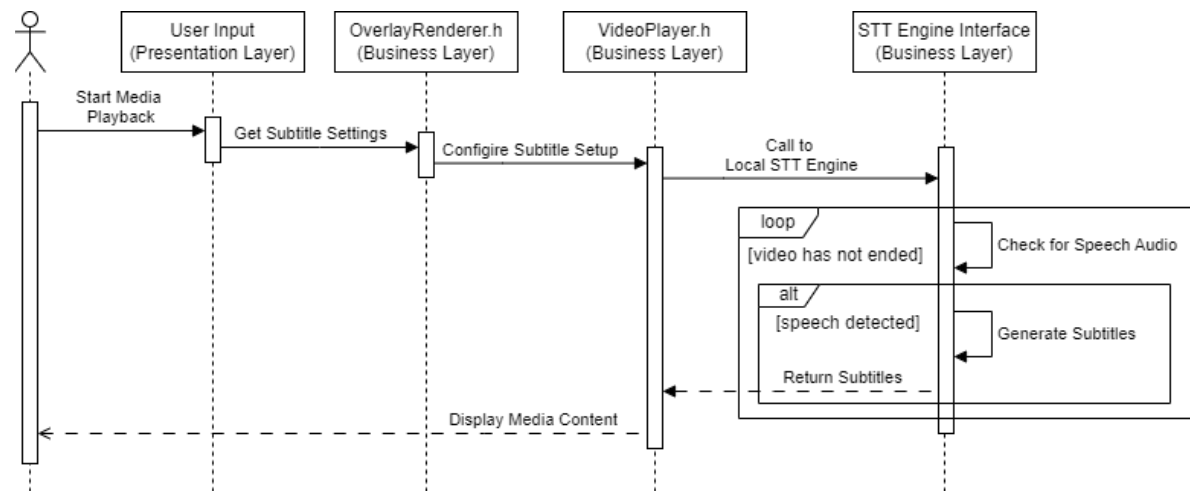 User Input
(Presentation Layer)
OverlayRenderer.h
(Business Layer)
VideoPlayer.h
(Business Layer)
STT Engine Interface
(Business Layer)
Start Media
Playback
Get Subtitle Settings
Configire Subtitle Setup
Call to
Local STT Engine
loop
[video has not ended]
Check for Speech Audio
alt
[speech detected]
Generate Subtitles
Return Subtitles
Display Media Content